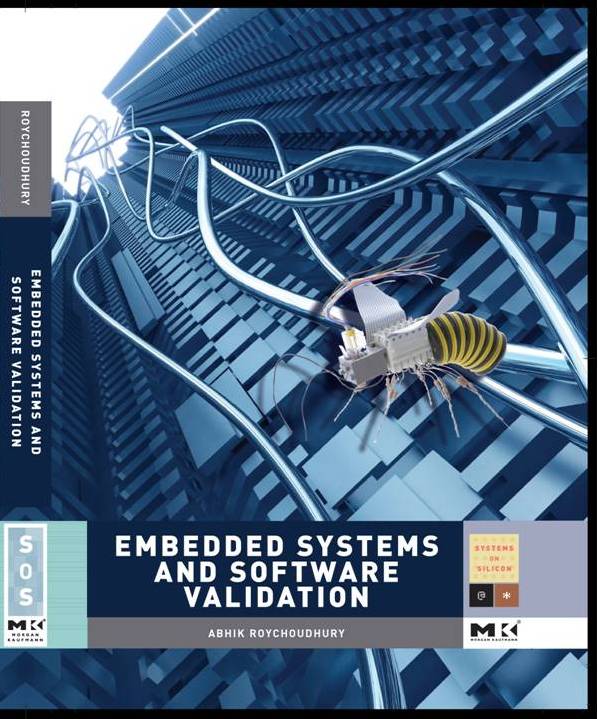 ROYCHOUDHURY
EMBEDDED SYSTEMS AND
SOFTWARE VALIDATION
S
O
S
MK
MORGAN KAUFMANN
EMBEDDED SYSTEMS
AND SOFTWARE
VALIDATION
ABHIK ROYCHOUDHURY
SYSTEMS
ON
SILICON
@ *
MK
MORGAN KAUFMANN